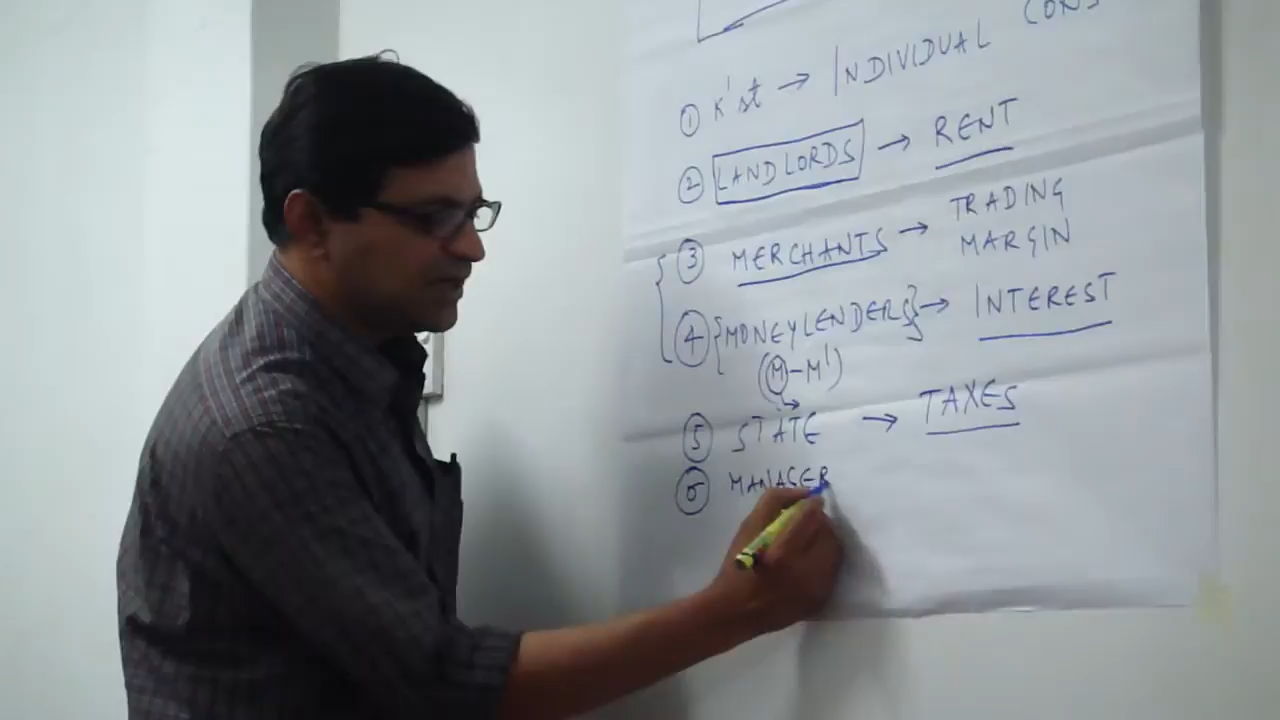 ① K'st → INDIVIDUAL CONS
② LANDLORDS → RENT
③ MERCHANTS → TRADING
MARGIN
④ {MONEYLENDERS} → INTEREST
(M-M')
⑤ STATE → TAXES
⑥ MANAGER